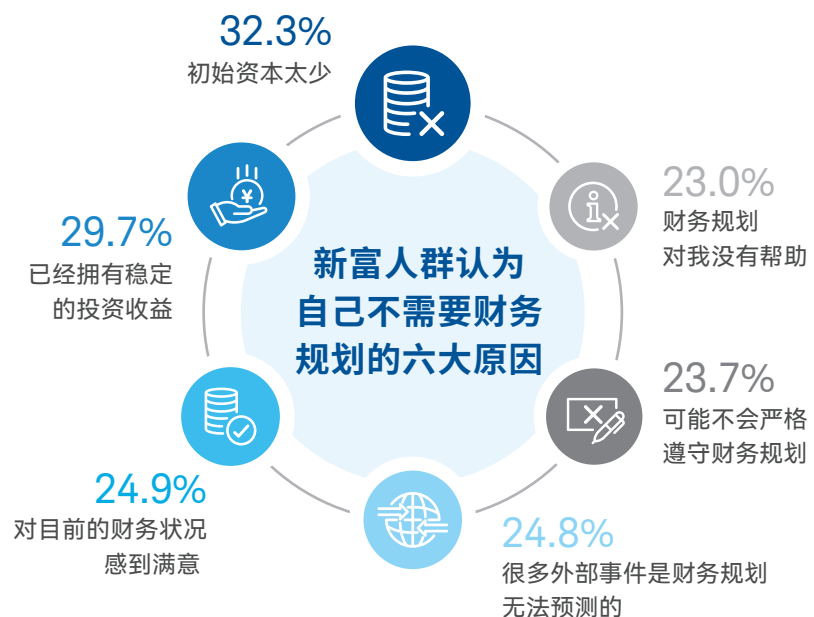 新富人群认为
自己不需要财务
规划的六大原因
32.3%
初始资本太少
29.7%
已经拥有稳定
的投资收益
24.9%
对目前的财务状况
感到满意
24.8%
很多外部事件是财务规划
无法预测的
23.7%
可能不会严格
遵守财务规划
23.0%
财务规划
对我没有帮助
¥